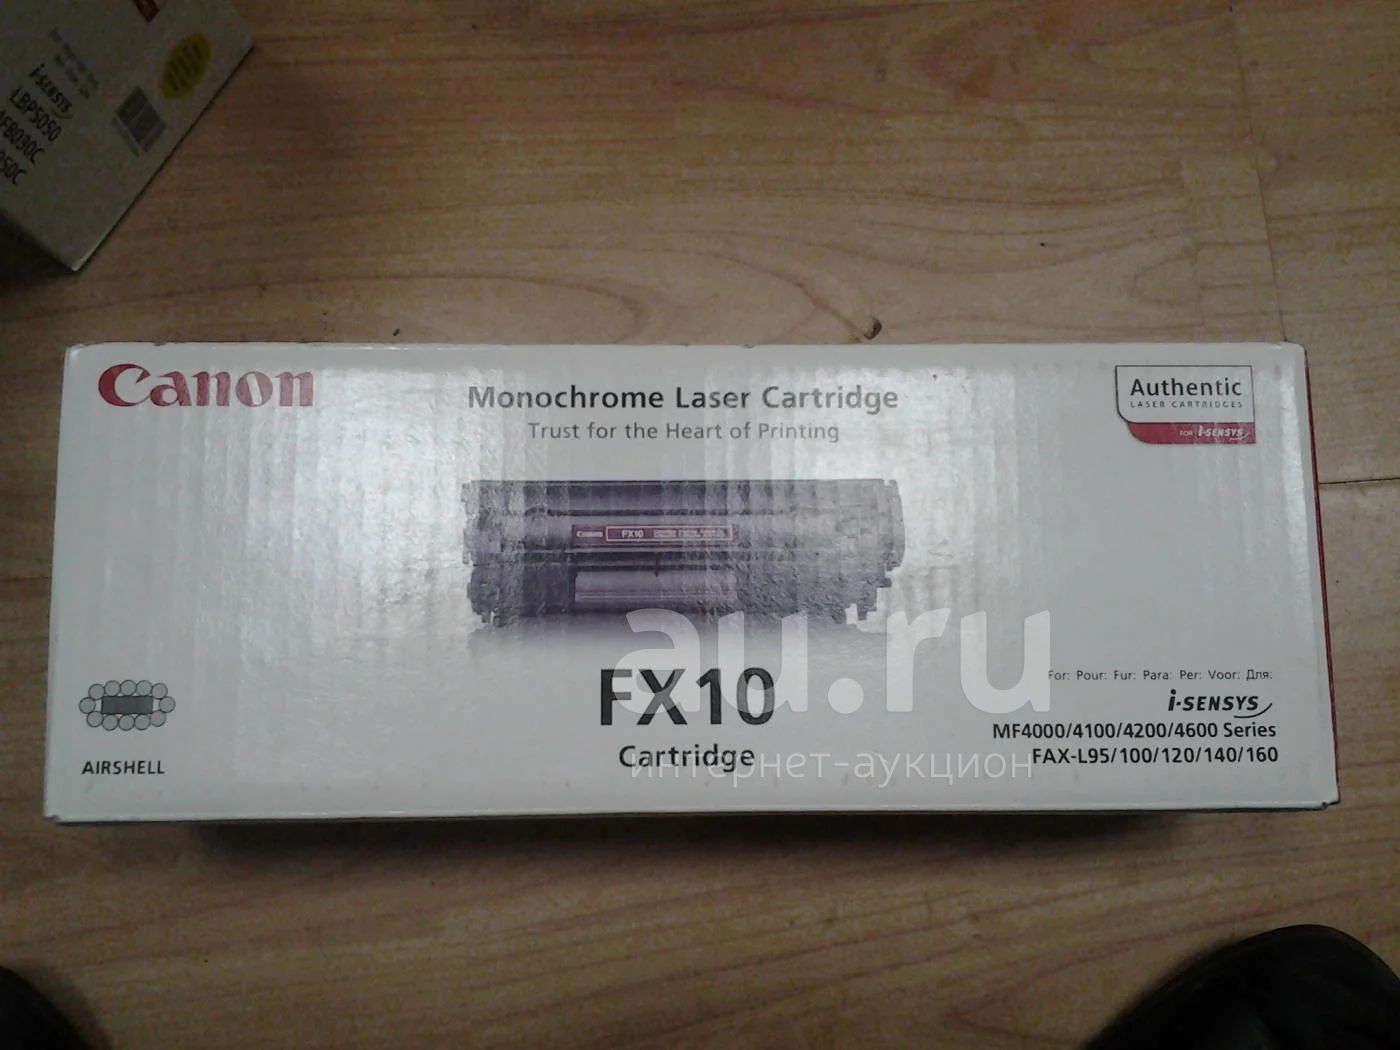 i-SENSYS
LBP5050
Canon
Monochrome Laser Cartridge
Trust for the Heart of Printing
Authentic
LASER CARTRIDGES
FOR i-SENSYS
Canon FX10
au.ru
FX10
Cartridge
интернет-аукцион
AIRSHELL
For: Pour: Fur: Para: Per: Voor: Для:
i-SENSYS
MF4000/4100/4200/4600 Series
FAX-L95/100/120/140/160